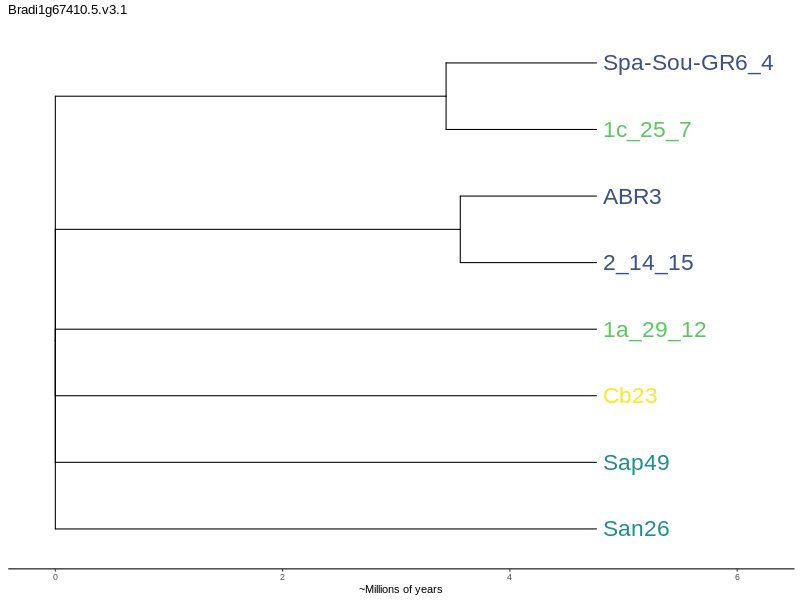 Bradi1g67410.5.v3.1
Spa-Sou-GR6_4
1c_25_7
ABR3
2_14_15
1a_29_12
Cb23
Sap49
San26
0 2 4 6
~Millions of years